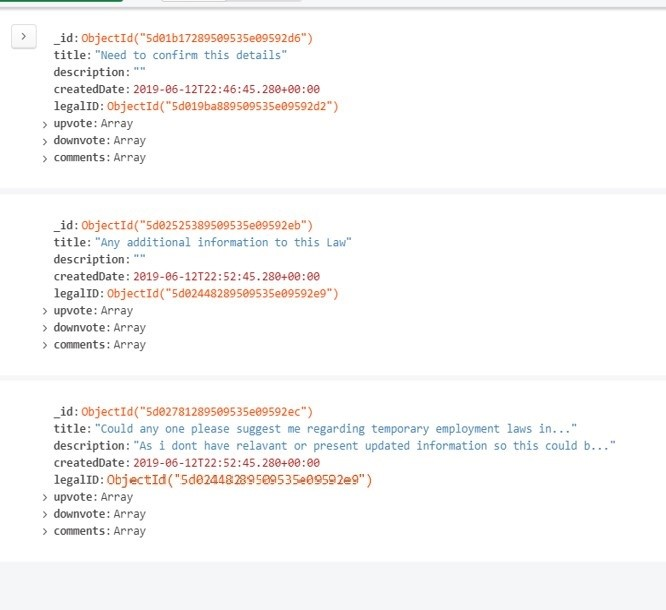 _id: ObjectId("5d01b17289509535e09592d6")
title: "Need to confirm this details"
description: ""
createdDate: 2019-06-12T22:46:45.280+00:00
legalID: ObjectId("5d019ba889509535e09592d2")
> upvote: Array
> downvote: Array
> comments: Array
_id: ObjectId("5d02525389509535e09592eb")
title: "Any additional information to this Law"
description: ""
createdDate: 2019-06-12T22:52:45.280+00:00
legalID: ObjectId("5d02448289509535e09592e9")
> upvote: Array
> downvote: Array
> comments: Array
_id: ObjectId("5d02781289509535e09592ec")
title: "Could any one please suggest me regarding temporary employment laws in..."
description: "As i dont have relavant or present updated information so this could b..."
createdDate: 2019-06-12T22:52:45.280+00:00
legalID: ObjectId("5d02448289509535e09592e9")
> upvote: Array
> downvote: Array
> comments: Array